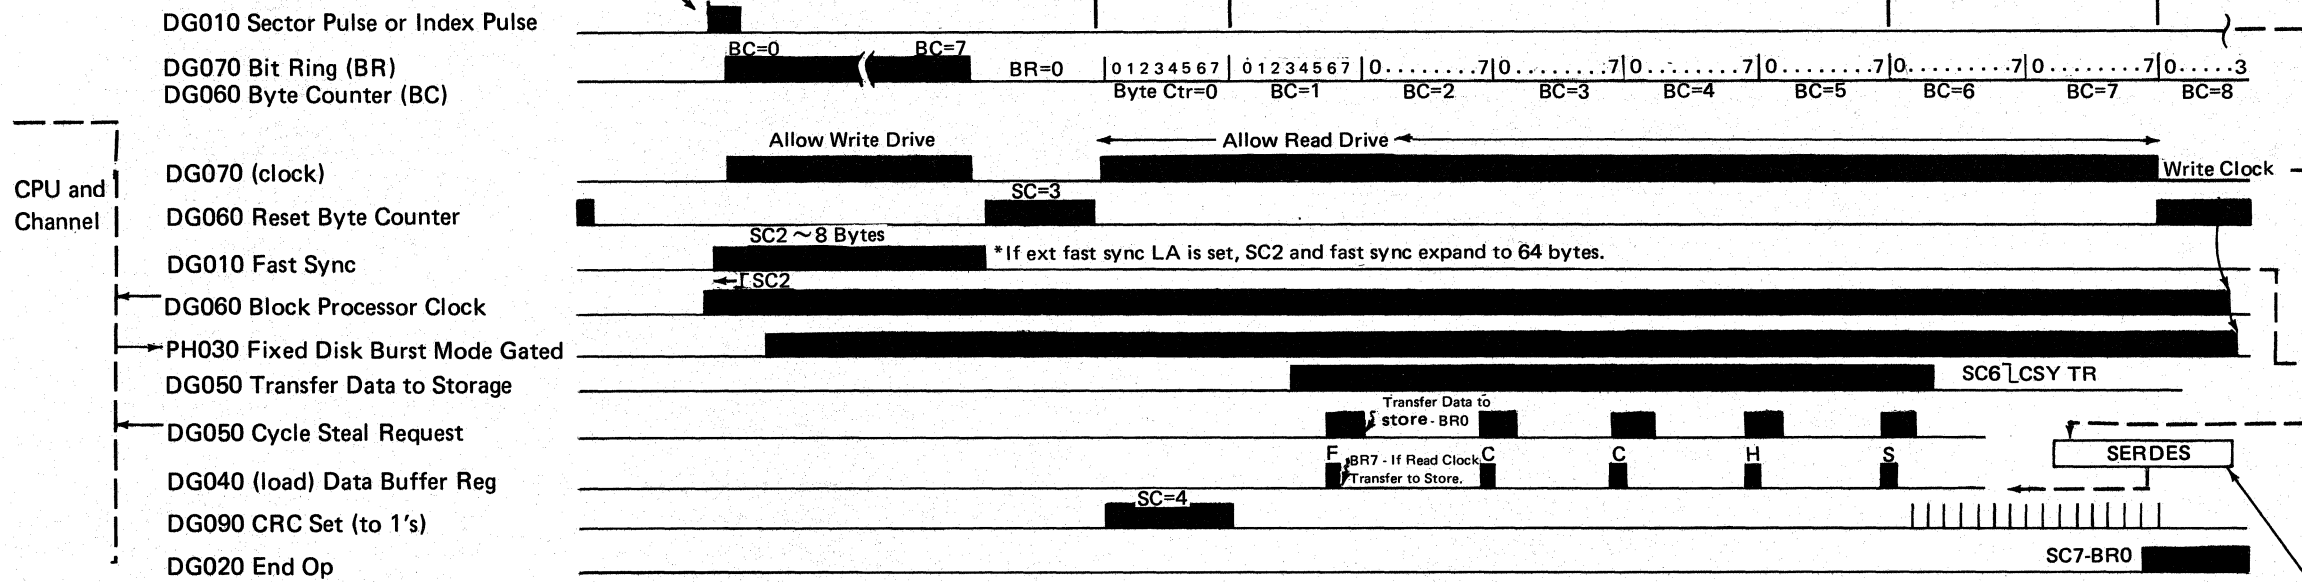 DG010 Sector Pulse or Index Pulse
BC=0 BC=7
DG070 Bit Ring (BR) BR=0 0 1 2 3 4 5 6 7 0 1 2 3 4 5 6 7 0........7 0........7 0........7 0........7 0........7 0........7 0.....3
DG060 Byte Counter (BC) Byte Ctr=0 BC=1 BC=2 BC=3 BC=4 BC=5 BC=6 BC=7 BC=8
Allow Write Drive Allow Read Drive
DG070 (clock) Write Clock
CPU and
Channel
SC=3
DG060 Reset Byte Counter
SC2 ~ 8 Bytes
DG010 Fast Sync *If ext fast sync LA is set, SC2 and fast sync expand to 64 bytes.
SC2
DG060 Block Processor Clock
PH030 Fixed Disk Burst Mode Gated
DG050 Transfer Data to Storage SC6 CSY TR
Transfer Data to
store - BR0
DG050 Cycle Steal Request
F C C H S SERDES
BR7 - If Read Clock
Transfer to Store.
DG040 (load) Data Buffer Reg
SC=4
DG090 CRC Set (to 1's)
SC7-BR0
DG020 End Op